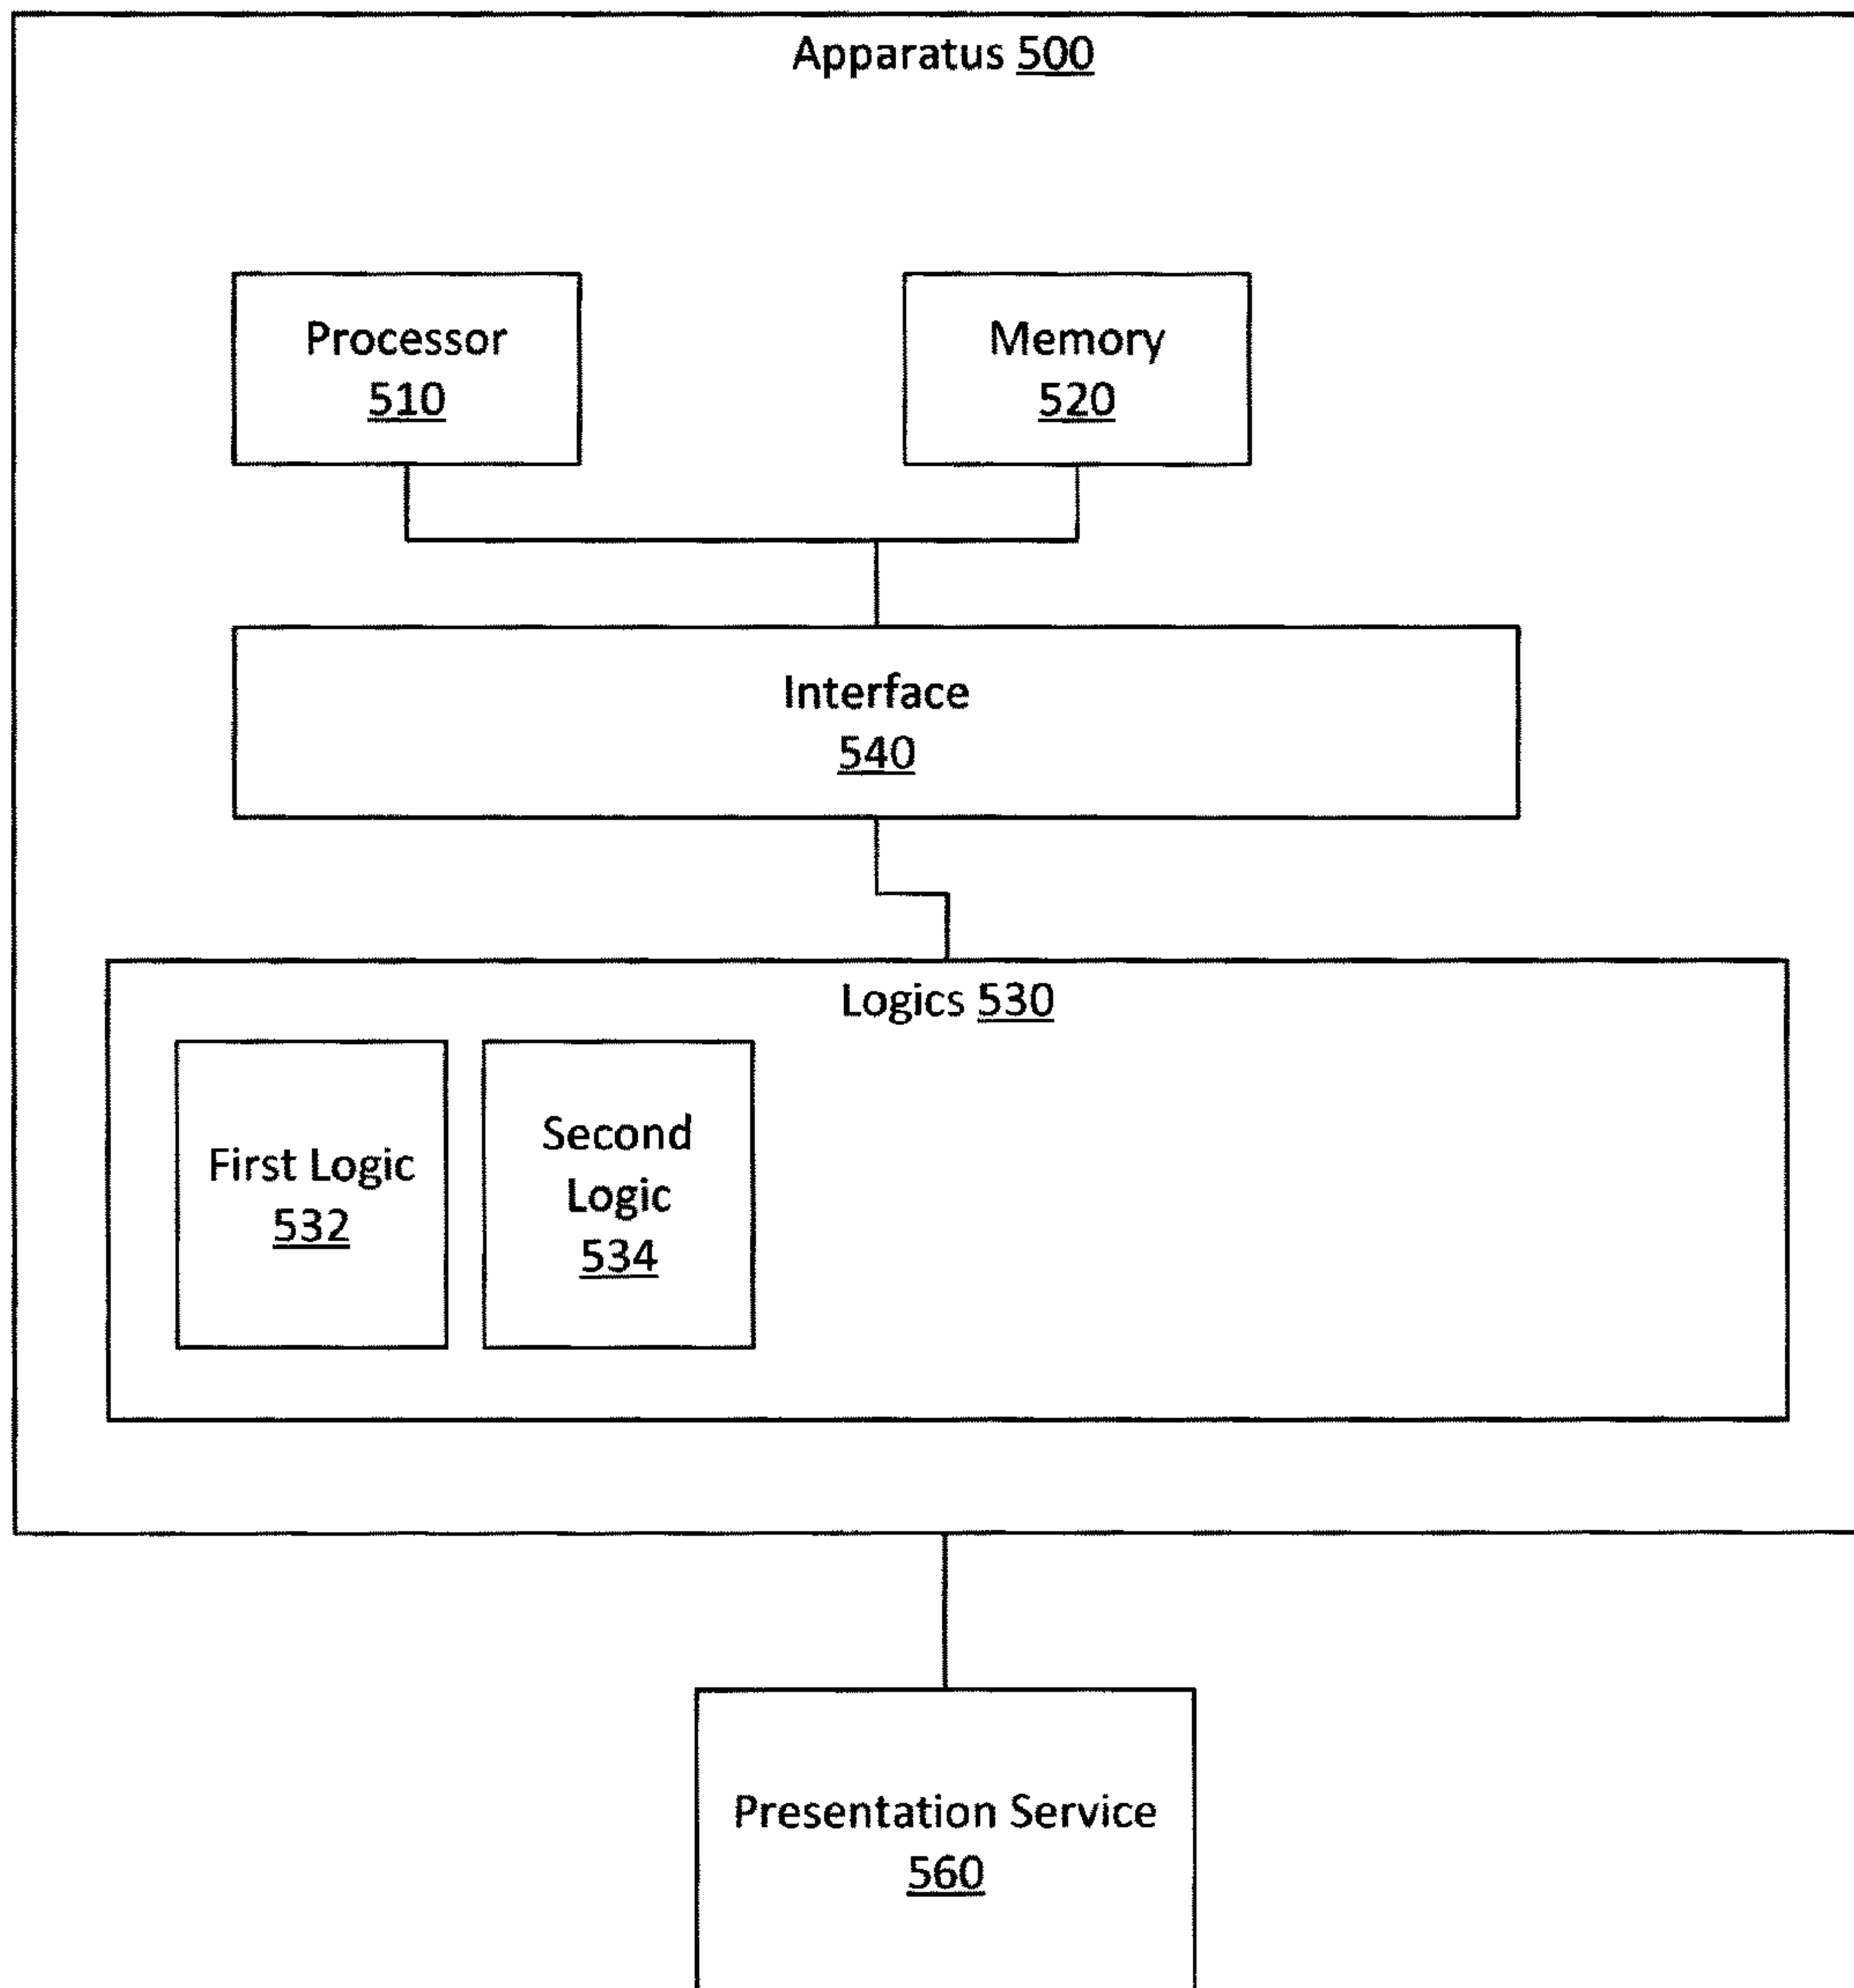 Apparatus 500
Processor
510
Memory
520
Interface
540
Logics 530
First Logic
532
Second
Logic
534
Presentation Service
560